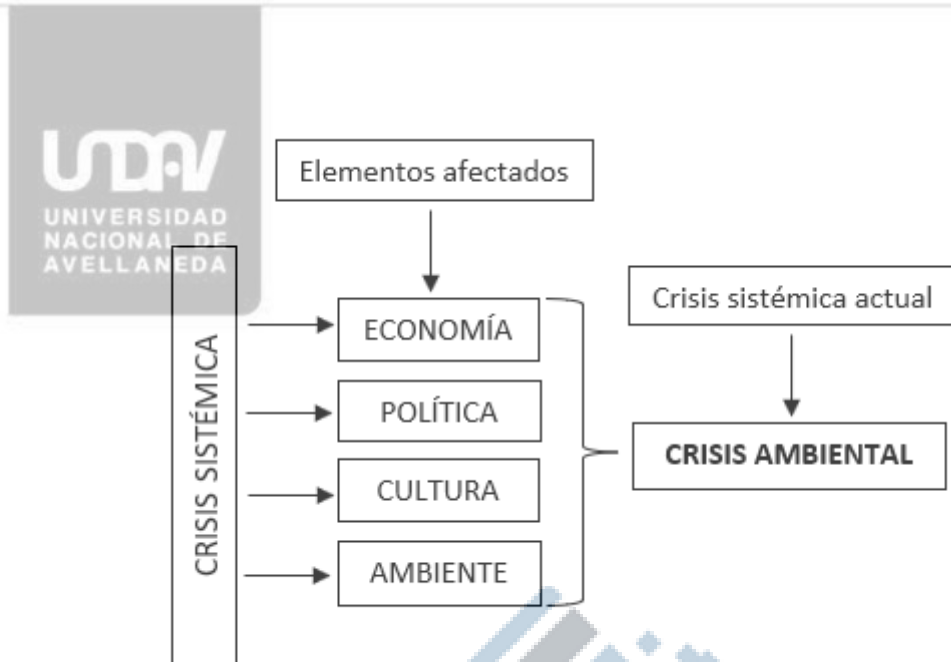 UNDAV
UNIVERSIDAD
NACIONAL DE
AVELLANEDA
Elementos afectados
Crisis sistémica actual
CRISIS SISTÉMICA
ECONOMÍA
POLÍTICA
CULTURA
AMBIENTE
CRISIS AMBIENTAL